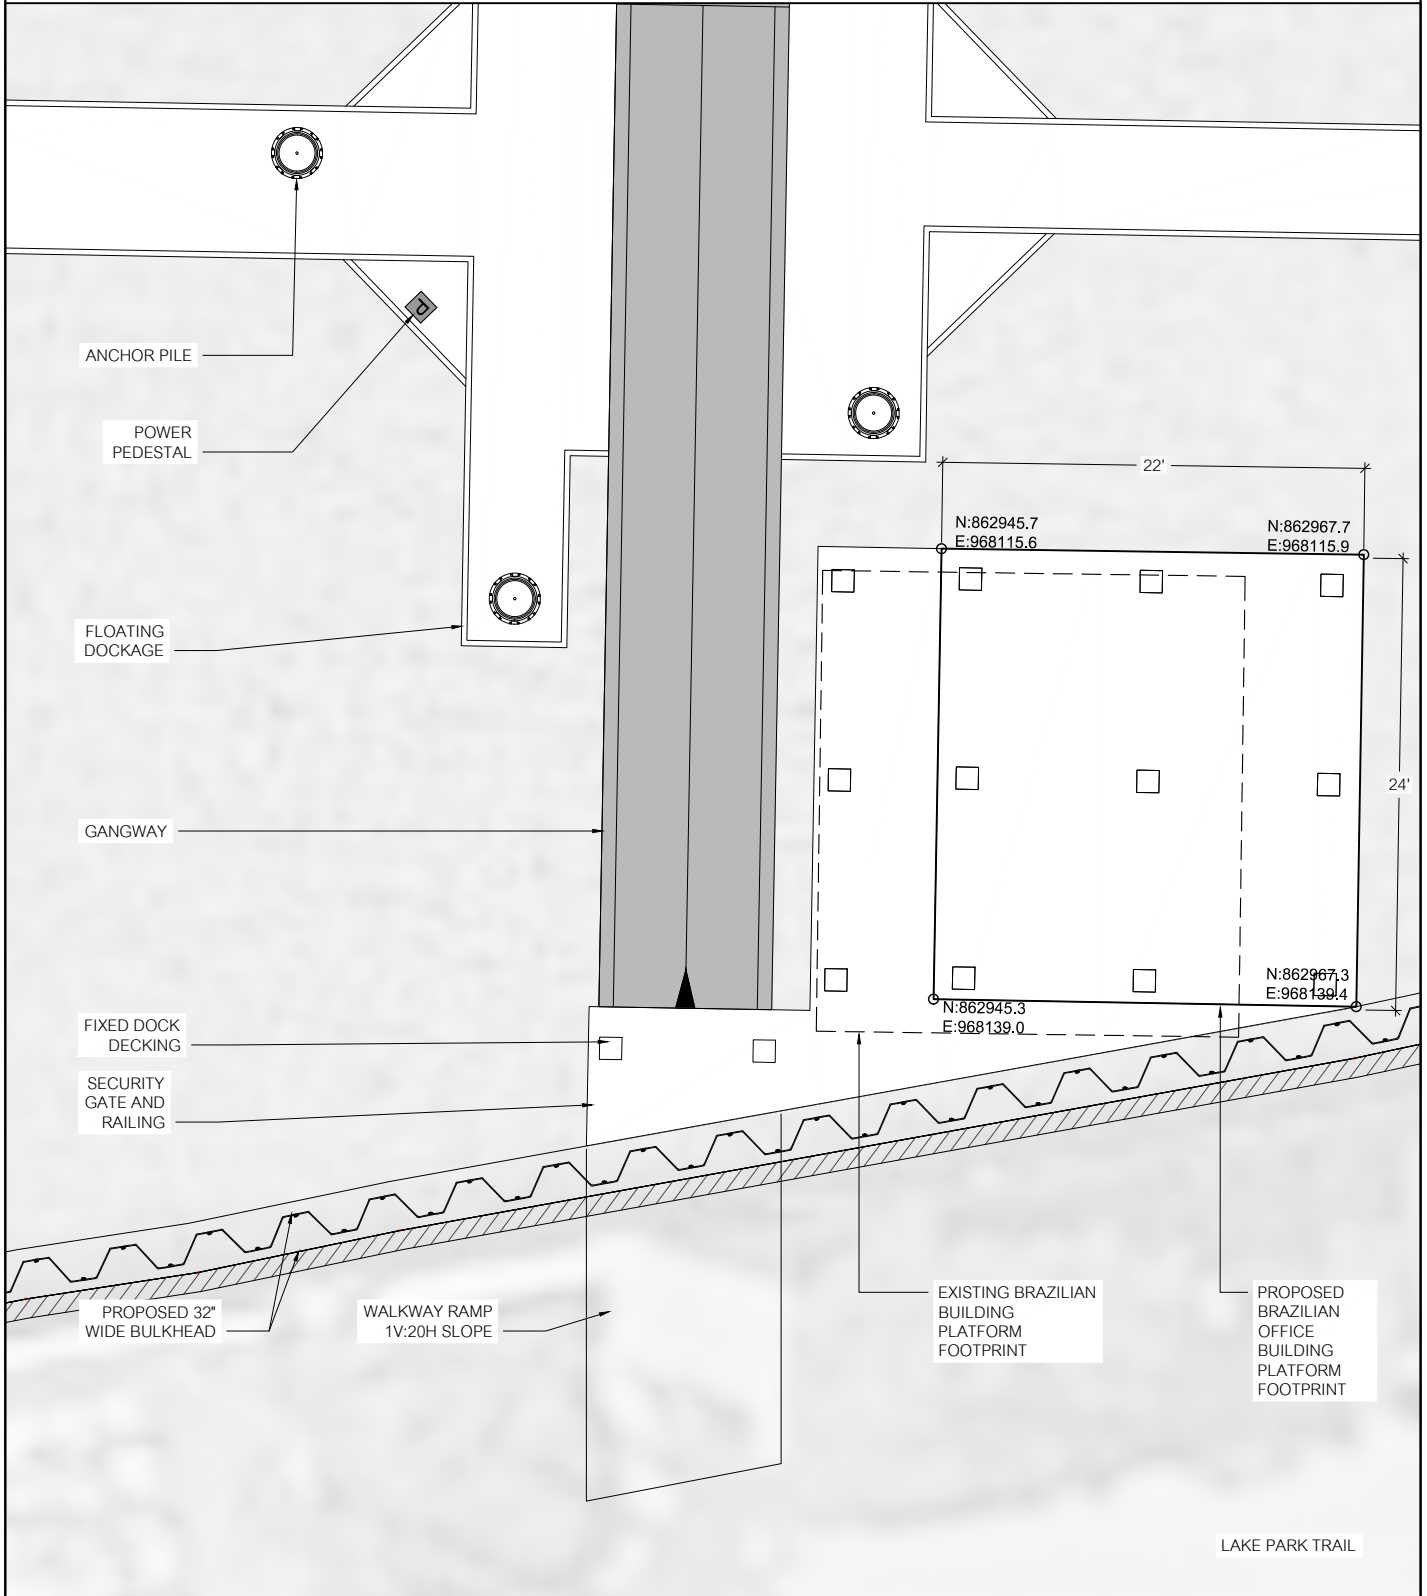 P
ANCHOR PILE
POWER
PEDESTAL
22'
N:862945.7
E:968115.6
N:862967.7
E:968115.9
FLOATING
DOCKAGE
24'
GANGWAY
N:862967.3
E:968139.4
N:862945.3
E:968139.0
FIXED DOCK
DECKING
SECURITY
GATE AND
RAILING
PROPOSED 32"
WIDE BULKHEAD
WALKWAY RAMP
1V:20H SLOPE
EXISTING BRAZILIAN
BUILDING
PLATFORM
FOOTPRINT
PROPOSED
BRAZILIAN
OFFICE
BUILDING
PLATFORM
FOOTPRINT
LAKE PARK TRAIL